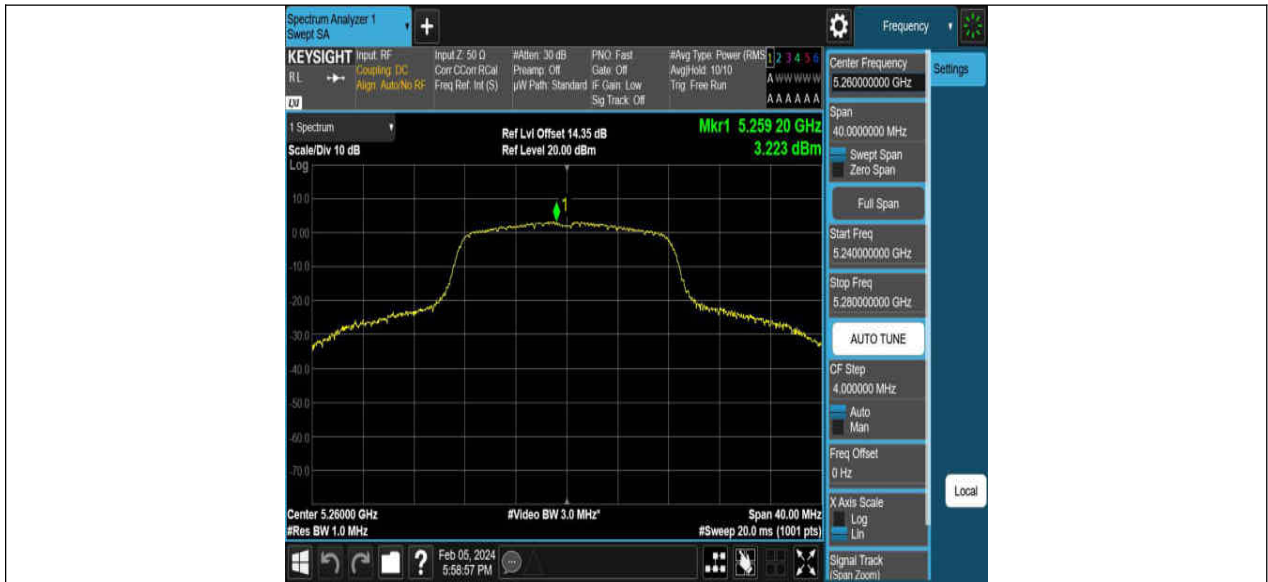 Spectrum Analyzer 1
Swept SA
+
Frequency
KEYSIGHT
RL
Input: RF
Coupling: DC
Align: Auto/No RF
Input Z: 50 Ω
Corr CCorr RCal
Freq Ref: Int (S)
#Atten: 30 dB
Preamp: Off
µW Path: Standard
PNO: Fast
Gate: Off
IF Gain: Low
Sig Track: Off
#Avg Type: Power (RMS
Avg|Hold: 10/10
Trig: Free Run
1 2 3 4 5 6
A W W W W W
A A A A A A
1 Spectrum
Scale/Div 10 dB
Log
Ref Lvl Offset 14.35 dB
Ref Level 20.00 dBm
Mkr1 5.259 20 GHz
3.223 dBm
1
10.0
0.00
-10.0
-20.0
-30.0
-40.0
-50.0
-60.0
-70.0
Center 5.26000 GHz
#Res BW 1.0 MHz
#Video BW 3.0 MHz*
Span 40.00 MHz
#Sweep 20.0 ms (1001 pts)
Feb 05, 2024
5:58:57 PM
Center Frequency
5.260000000 GHz
Settings
Span
40.0000000 MHz
Swept Span
Zero Span
Full Span
Start Freq
5.240000000 GHz
Stop Freq
5.280000000 GHz
AUTO TUNE
CF Step
4.000000 MHz
Auto
Man
Freq Offset
0 Hz
X Axis Scale
Log
Lin
Local
Signal Track
(Span Zoom)